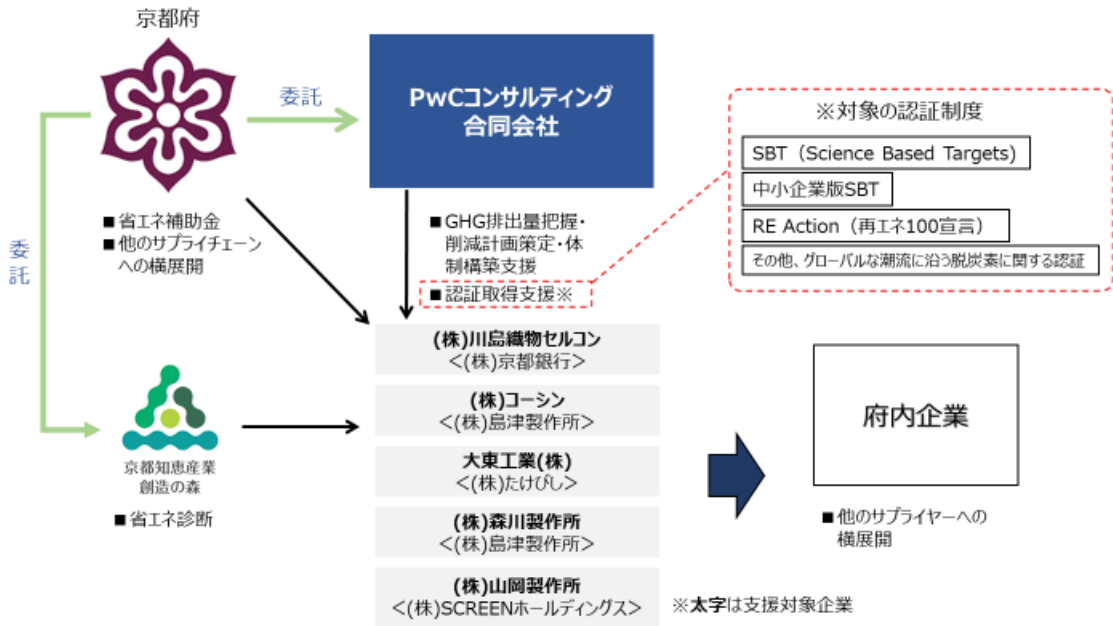 京都府
委託
PwCコンサルティング
合同会社
※対象の認証制度
SBT（Science Based Targets)
中小企業版SBT
RE Action（再エネ100宣言）
その他、グローバルな潮流に沿う脱炭素に関する認証
委託
■省エネ補助金
■他のサプライチェーン
への横展開
■GHG排出量把握・
削減計画策定・体
制構築支援
■認証取得支援※
(株)川島織物セルコン
<(株)京都銀行>
(株)コーシン
<(株)島津製作所>
大東工業(株)
<(株)たけびし>
(株)森川製作所
<(株)島津製作所>
(株)山岡製作所
<(株)SCREENホールディングス>
京都知恵産業
創造の森
■省エネ診断
府内企業
■他のサプライヤーへの
横展開
※太字は支援対象企業